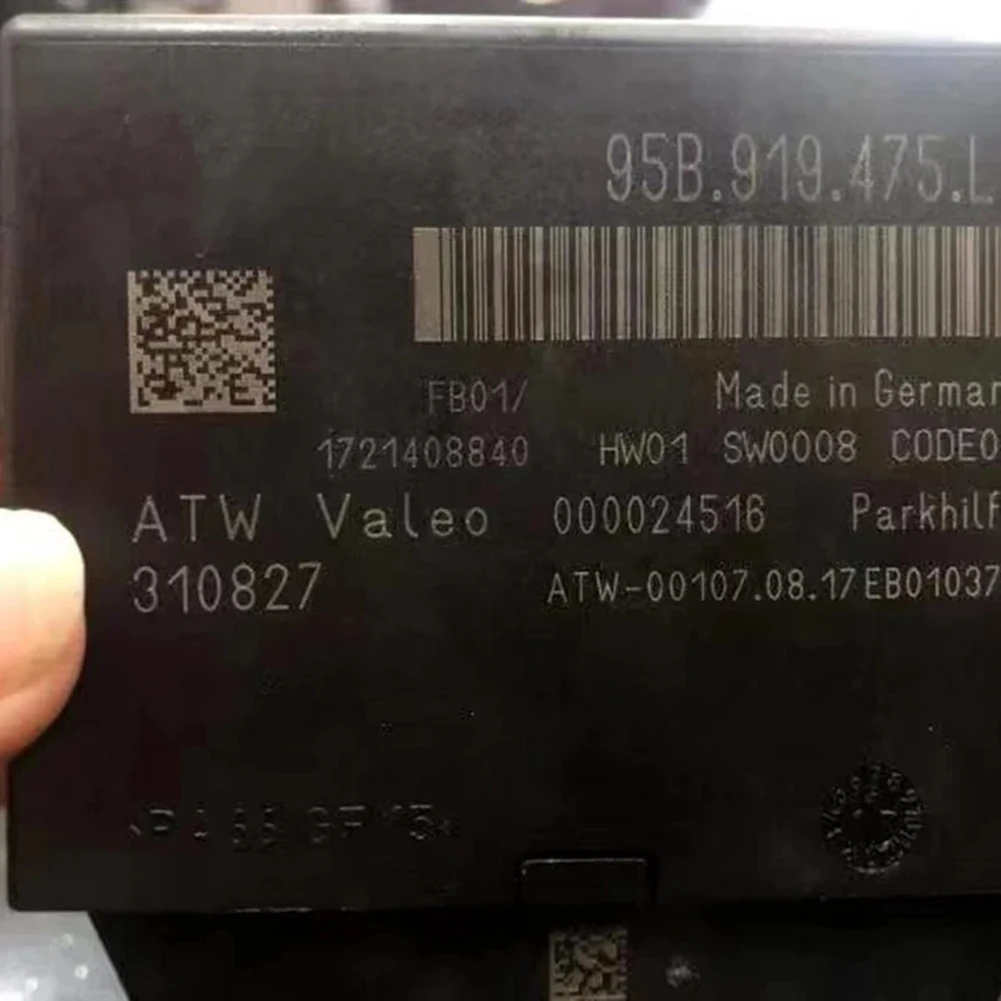 95B.919.475.L
FB01/
Made in German
1721408840
HW01 SW0008 CODE0
ATW Valeo
000024516 Parkhilf
310827
ATW-00107.08.17EB01037